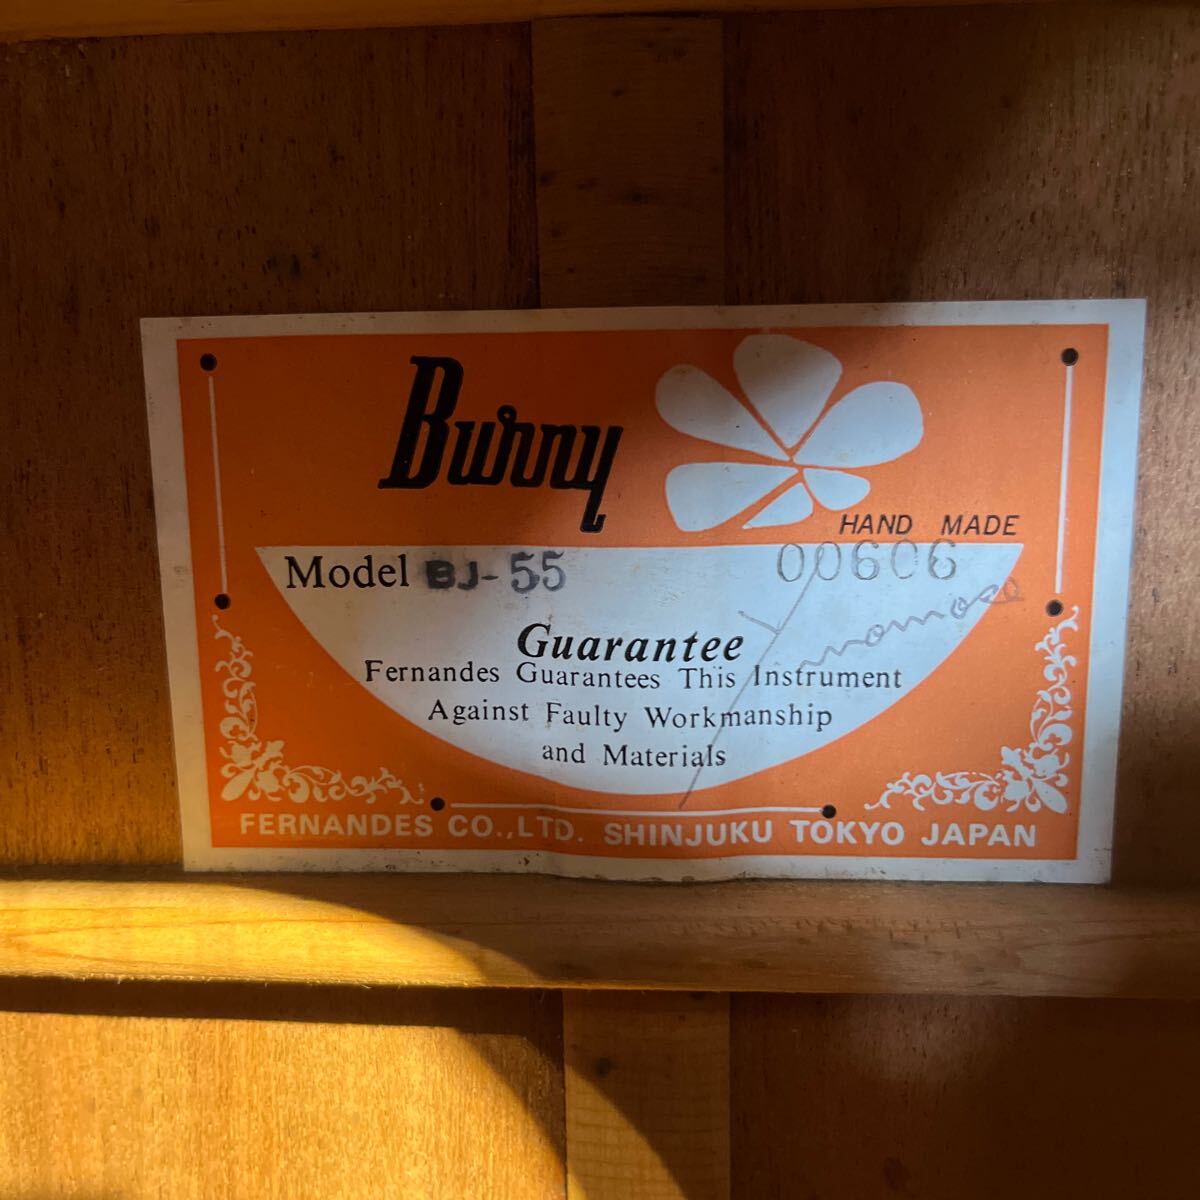 Burny
HAND MADE
Model BJ-55 00606
Guarantee
Fernandes Guarantees This Instrument
Against Faulty Workmanship
and Materials
FERNANDES CO.,LTD. SHINJUKU TOKYO JAPAN